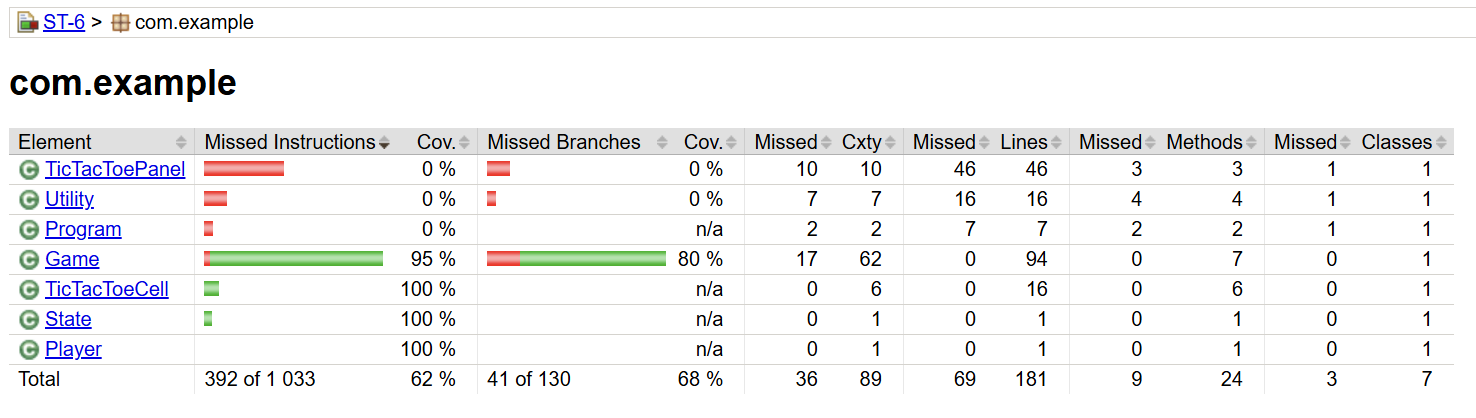 ST-6 > com.example
com.example
Element Missed Instructions Cov. Missed Branches Cov. Missed Cxty Missed Lines Missed Methods Missed Classes
C TicTacToePanel 0 % 0 % 10 10 46 46 3 3 1 1
C Utility 0 % 0 % 7 7 16 16 4 4 1 1
C Program 0 % n/a 2 2 7 7 2 2 1 1
C Game 95 % 80 % 17 62 0 94 0 7 0 1
C TicTacToeCell 100 % n/a 0 6 0 16 0 6 0 1
C State 100 % n/a 0 1 0 1 0 1 0 1
C Player 100 % n/a 0 1 0 1 0 1 0 1
Total 392 of 1 033 62 % 41 of 130 68 % 36 89 69 181 9 24 3 7